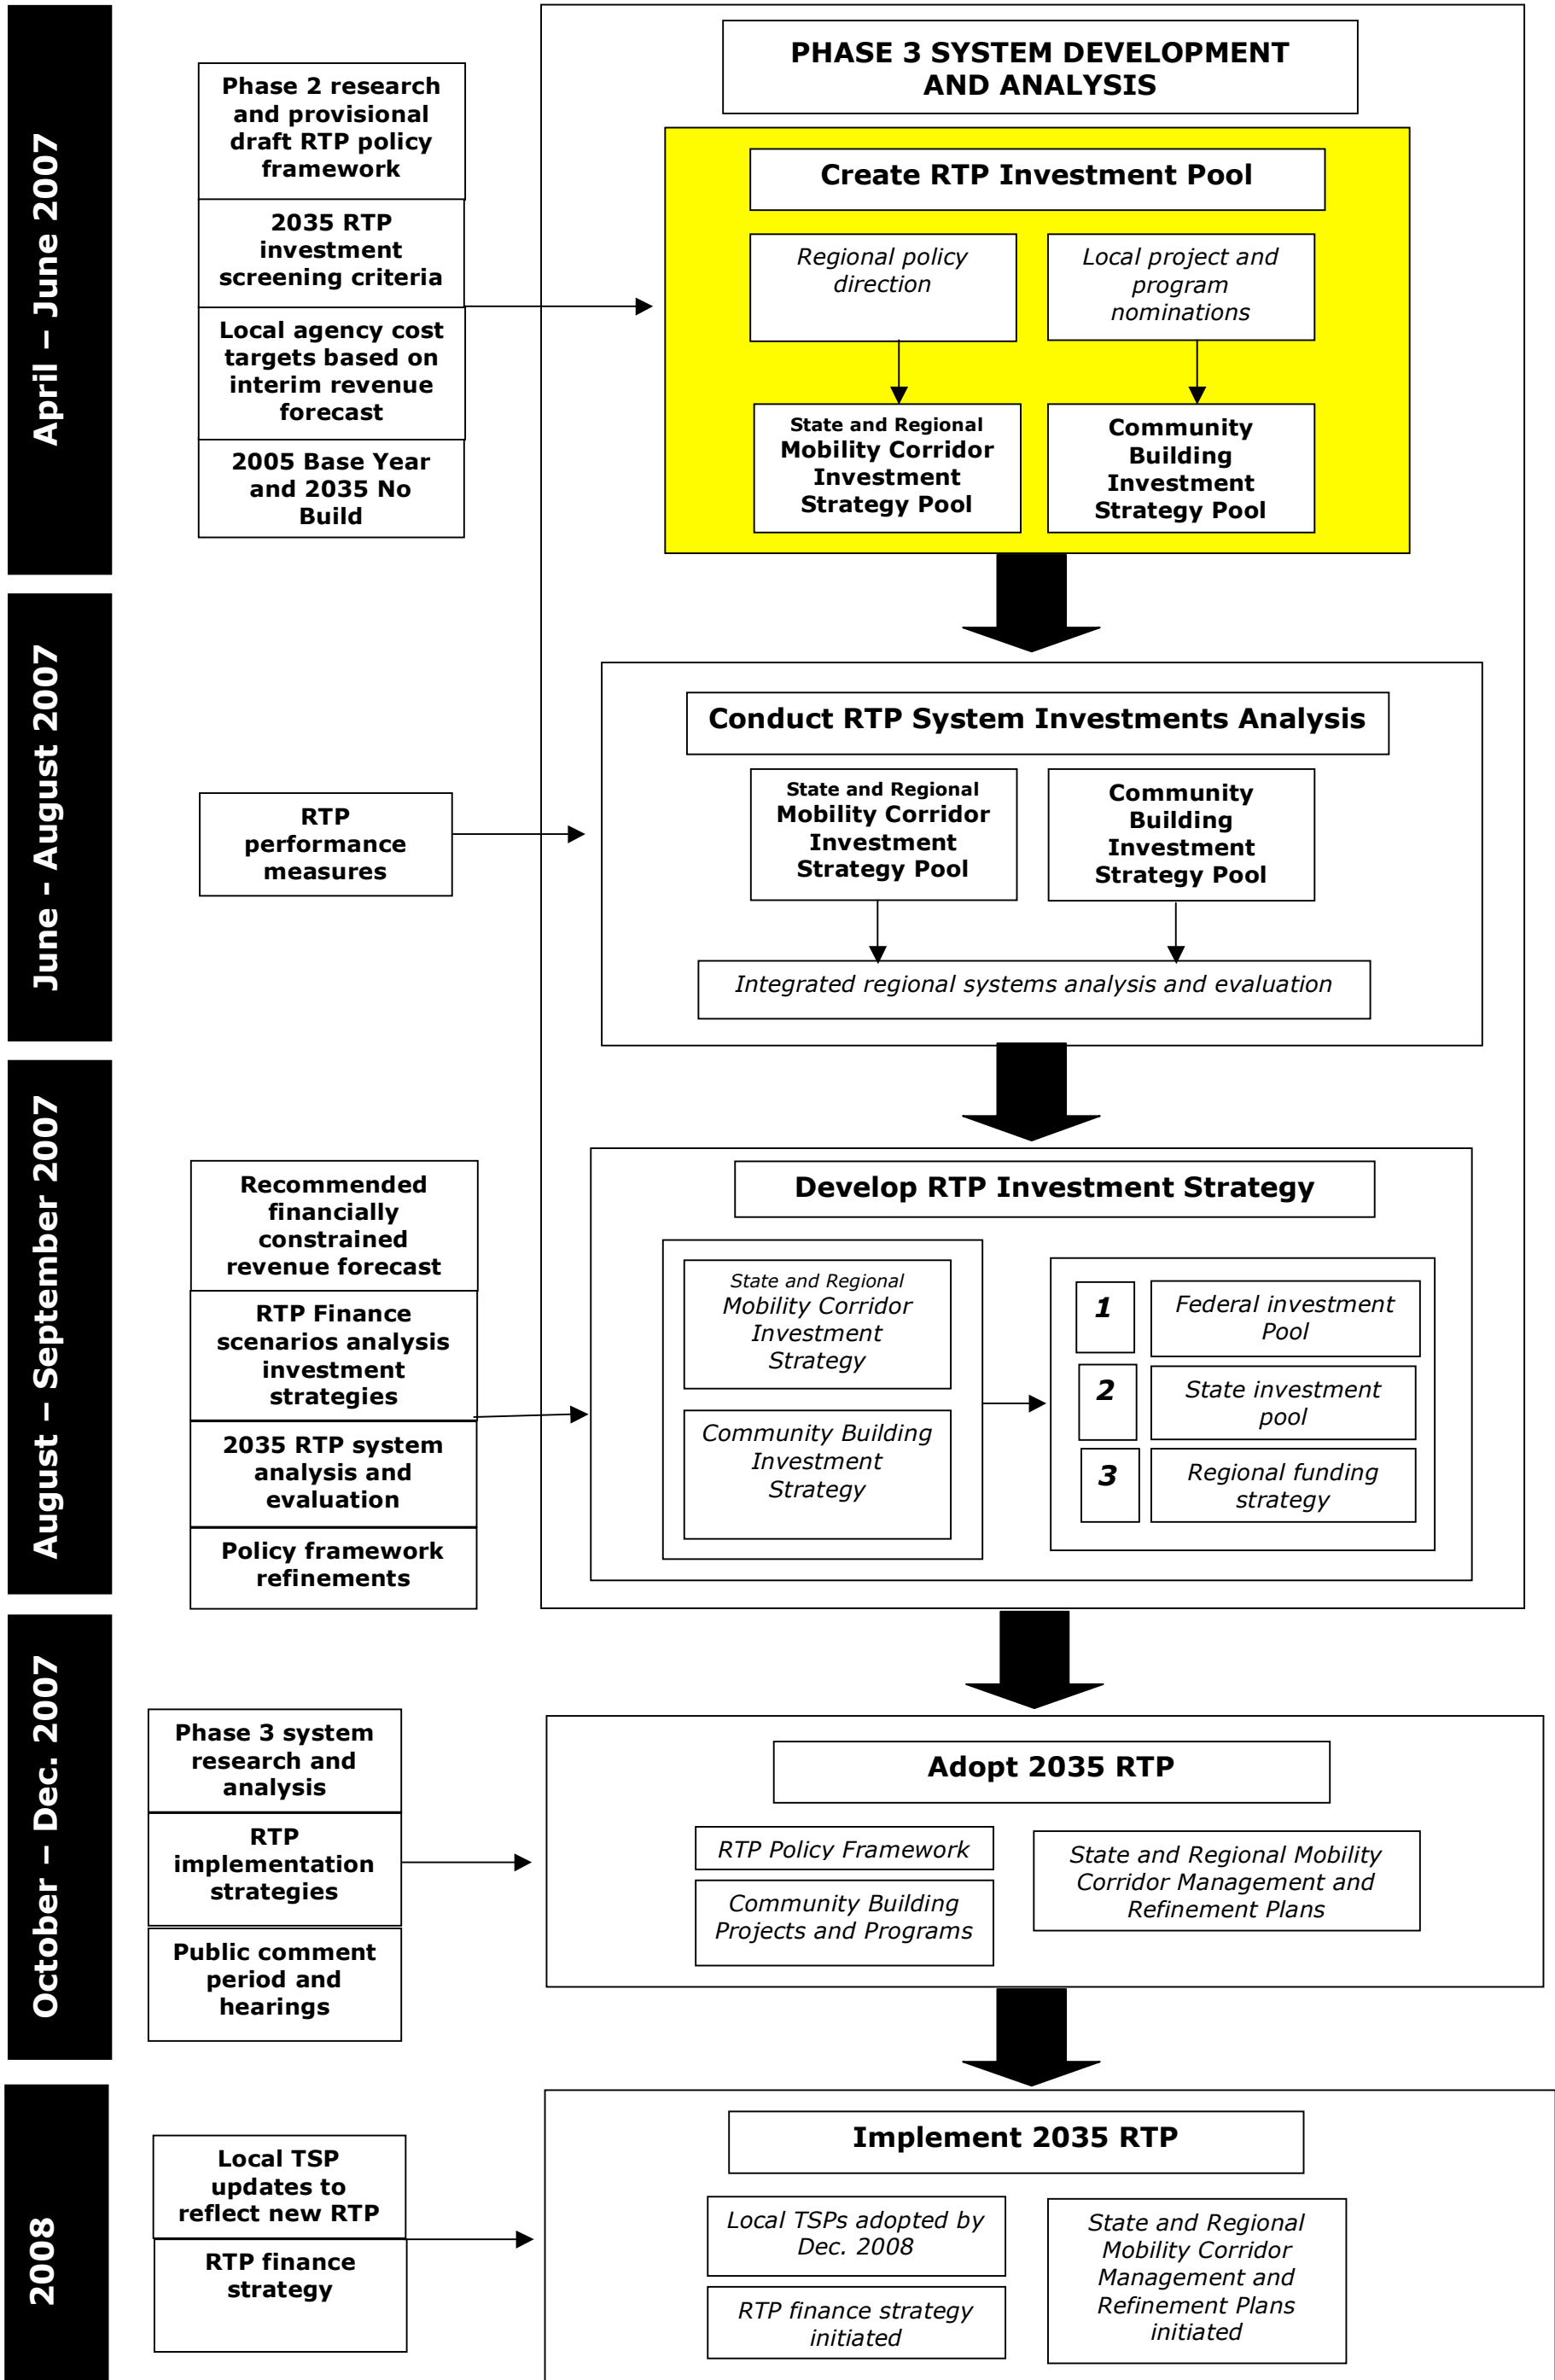 PHASE 3 SYSTEM DEVELOPMENT
AND ANALYSIS
April – June 2007
Phase 2 research
and provisional
draft RTP policy
framework
2035 RTP
investment
screening criteria
Local agency cost
targets based on
interim revenue
forecast
2005 Base Year
and 2035 No
Build
Create RTP Investment Pool
Regional policy
direction
Local project and
program
nominations
State and Regional
Mobility Corridor
Investment
Strategy Pool
Community
Building
Investment
Strategy Pool
June - August 2007
RTP
performance
measures
Conduct RTP System Investments Analysis
State and Regional
Mobility Corridor
Investment
Strategy Pool
Community
Building
Investment
Strategy Pool
Integrated regional systems analysis and evaluation
August – September 2007
Recommended
financially
constrained
revenue forecast
RTP Finance
scenarios analysis
investment
strategies
2035 RTP system
analysis and
evaluation
Policy framework
refinements
Develop RTP Investment Strategy
State and Regional
Mobility Corridor
Investment
Strategy
Community Building
Investment
Strategy
1
Federal investment
Pool
2
State investment
pool
3
Regional funding
strategy
October – Dec. 2007
Phase 3 system
research and
analysis
RTP
implementation
strategies
Public comment
period and
hearings
Adopt 2035 RTP
RTP Policy Framework
Community Building
Projects and Programs
State and Regional Mobility
Corridor Management and
Refinement Plans
2008
Local TSP
updates to
reflect new RTP
RTP finance
strategy
Implement 2035 RTP
Local TSPs adopted by
Dec. 2008
RTP finance strategy
initiated
State and Regional
Mobility Corridor
Management and
Refinement Plans
initiated